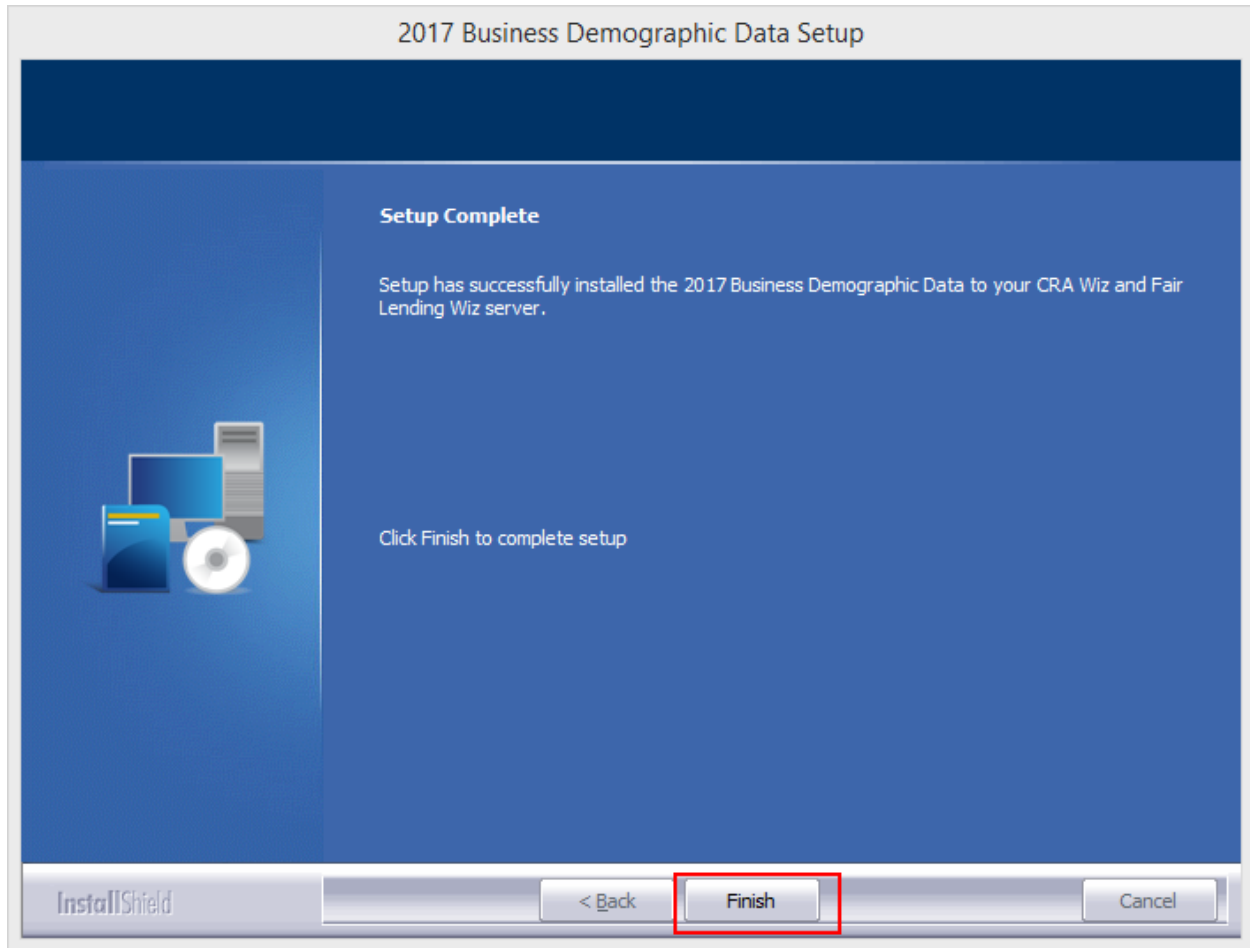 2017 Business Demographic Data Setup
Setup Complete
Setup has successfully installed the 2017 Business Demographic Data to your CRA Wiz and Fair
Lending Wiz server.
Click Finish to complete setup
InstallShield
< Back
Finish
Cancel